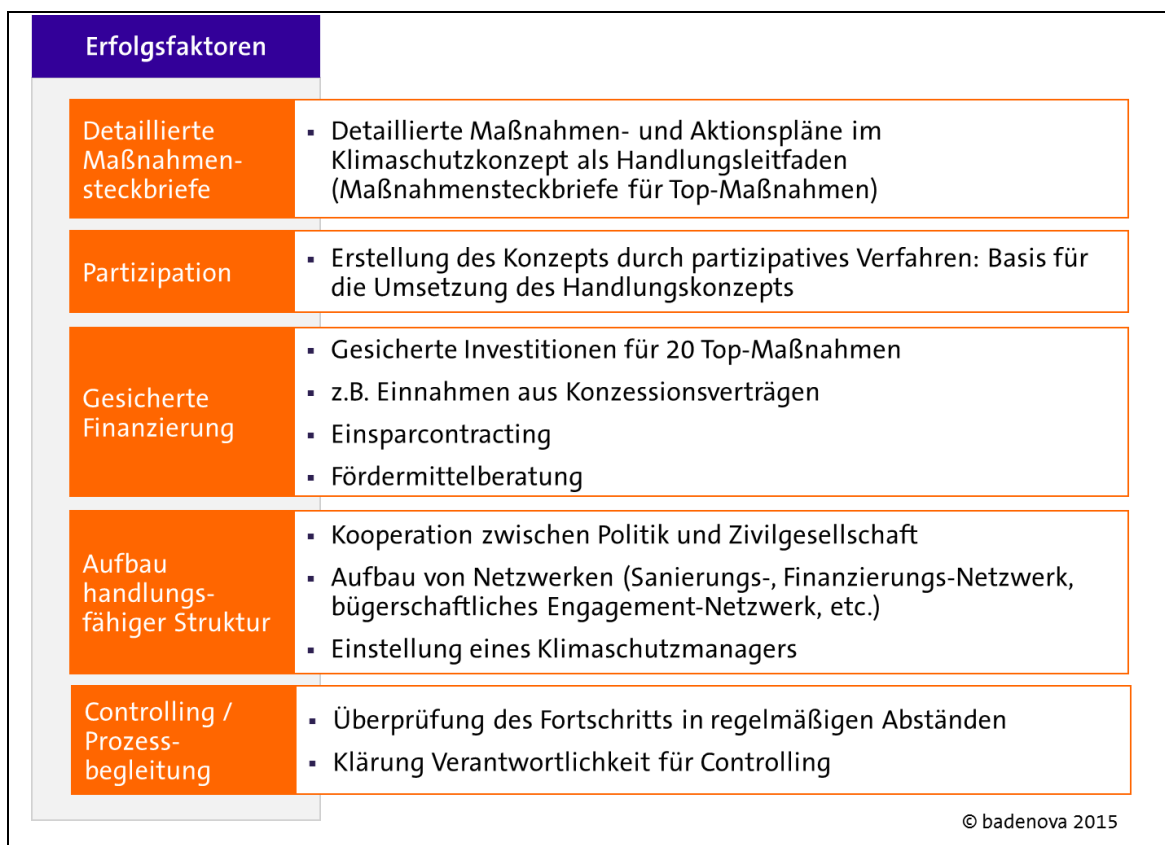 Erfolgsfaktoren
Detaillierte
Maßnahmen-
steckbriefe
▪ Detaillierte Maßnahmen- und Aktionspläne im
Klimaschutzkonzept als Handlungsleitfaden
(Maßnahmensteckbriefe für Top-Maßnahmen)
Partizipation
▪ Erstellung des Konzepts durch partizipatives Verfahren: Basis für
die Umsetzung des Handlungskonzepts
Gesicherte
Finanzierung
▪ Gesicherte Investitionen für 20 Top-Maßnahmen
▪ z.B. Einnahmen aus Konzessionsverträgen
▪ Einsparcontracting
▪ Fördermittelberatung
Aufbau
handlungs-
fähiger Struktur
▪ Kooperation zwischen Politik und Zivilgesellschaft
▪ Aufbau von Netzwerken (Sanierungs-, Finanzierungs-Netzwerk,
bügerschaftliches Engagement-Netzwerk, etc.)
▪ Einstellung eines Klimaschutzmanagers
Controlling /
Prozess-
begleitung
▪ Überprüfung des Fortschritts in regelmäßigen Abständen
▪ Klärung Verantwortlichkeit für Controlling
© badenova 2015